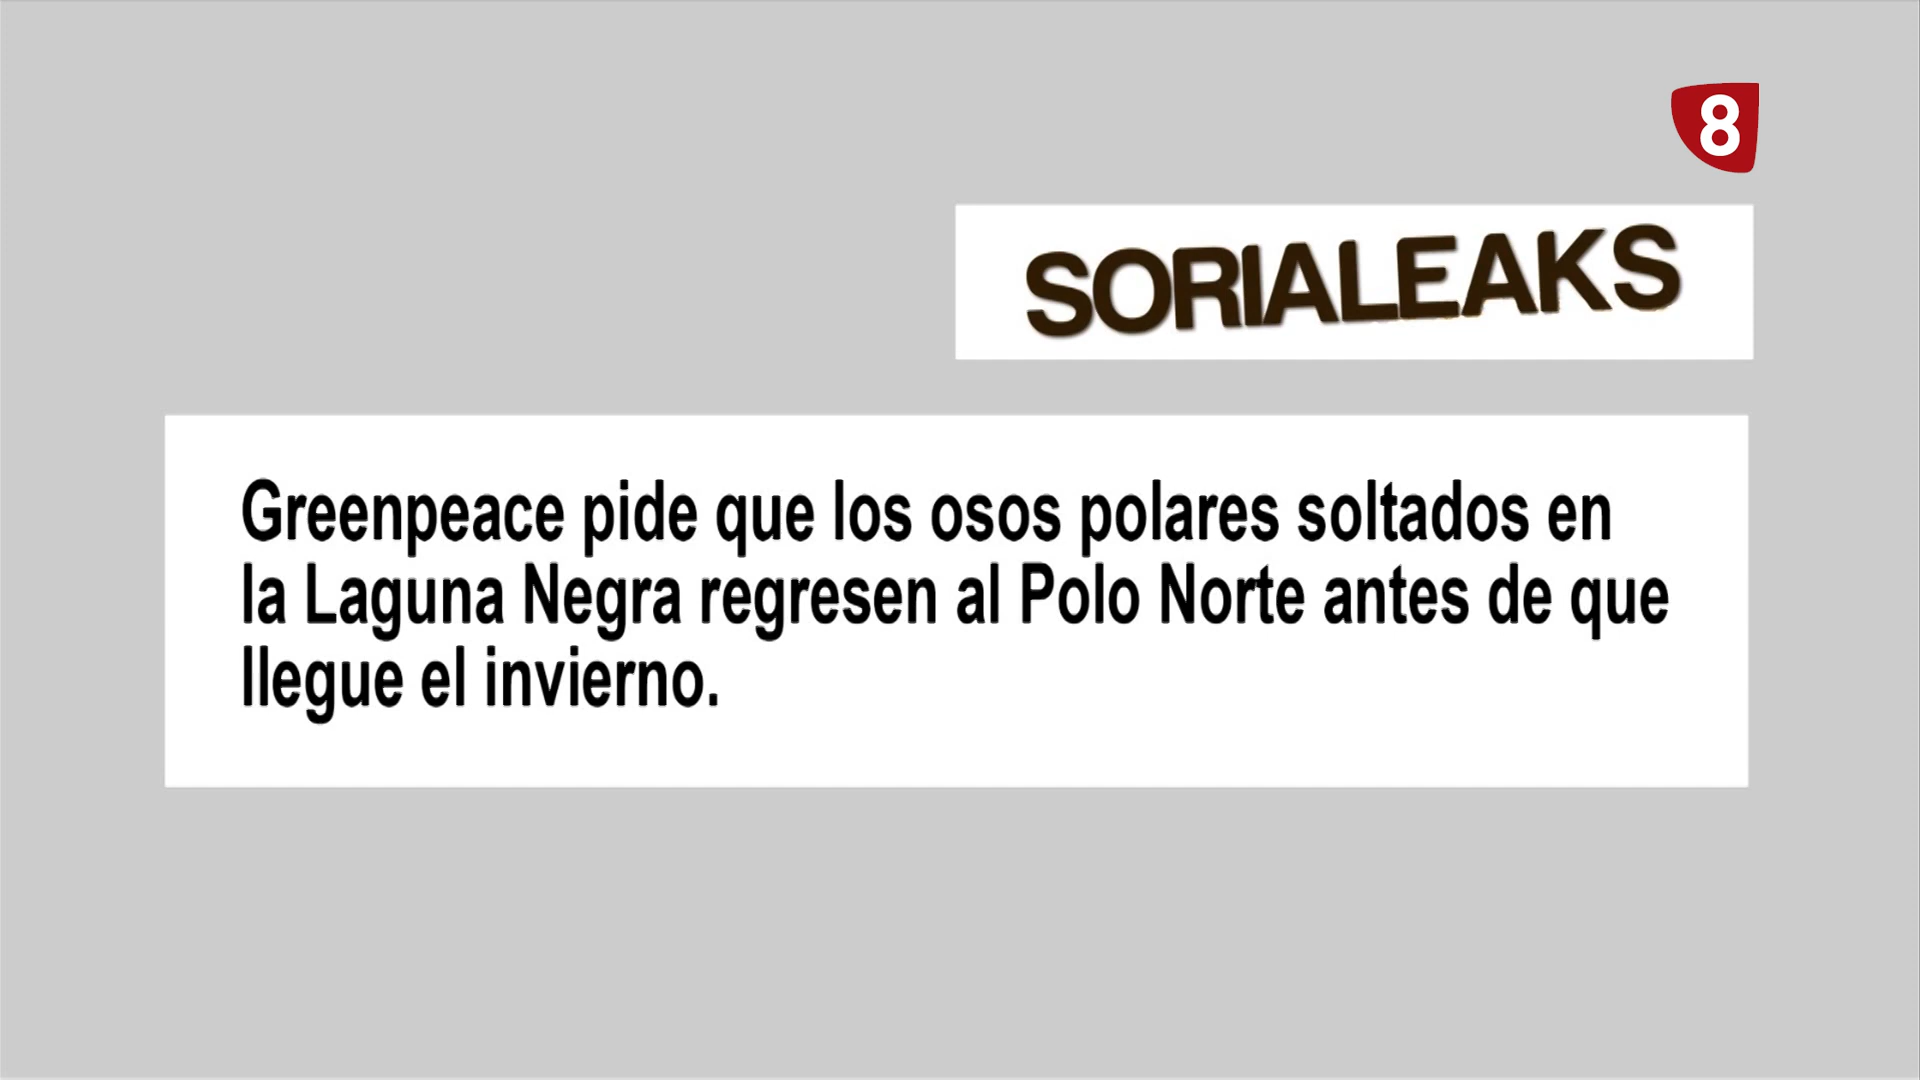 8
SORIALEAKS
Greenpeace pide que los osos polares soltados en
la Laguna Negra regresen al Polo Norte antes de que
llegue el invierno.